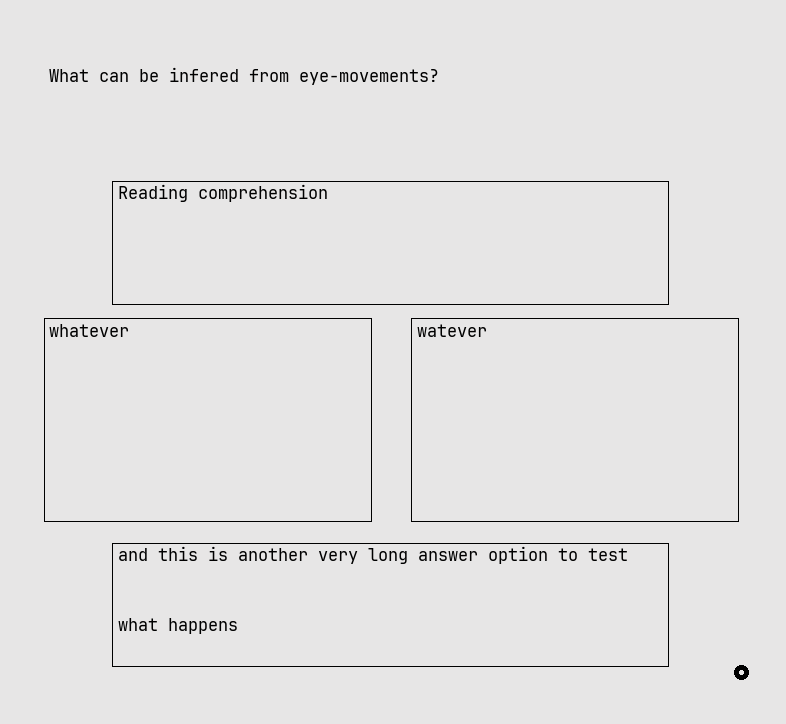 What can be infered from eye-movements?
Reading comprehension
whatever
watever
and this is another very long answer option to test
what happens